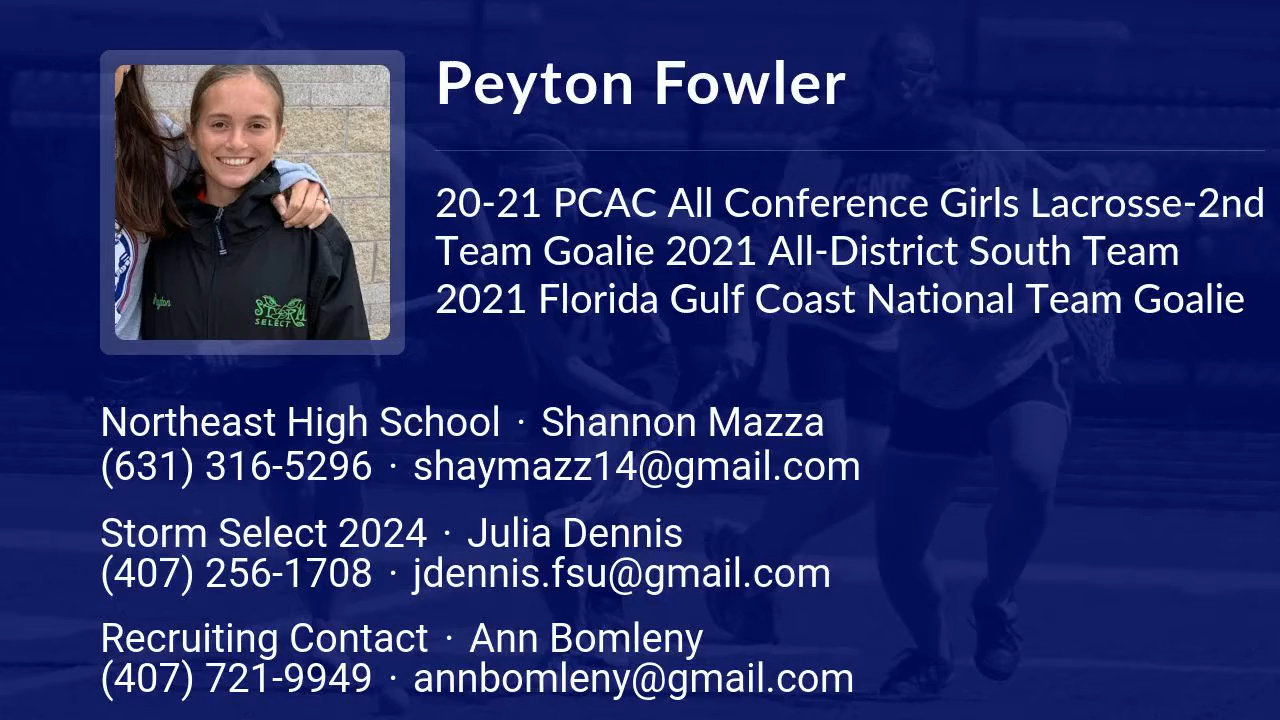 Peyton Fowler
20-21 PCAC All Conference Girls Lacrosse-2nd
Team Goalie 2021 All-District South Team
2021 Florida Gulf Coast National Team Goalie
STORM
SELECT
Northeast High School · Shannon Mazza
(631) 316-5296 · shaymazz14@gmail.com
Storm Select 2024 · Julia Dennis
(407) 256-1708 · jdennis.fsu@gmail.com
Recruiting Contact · Ann Bomleny
(407) 721-9949 · annbomleny@gmail.com